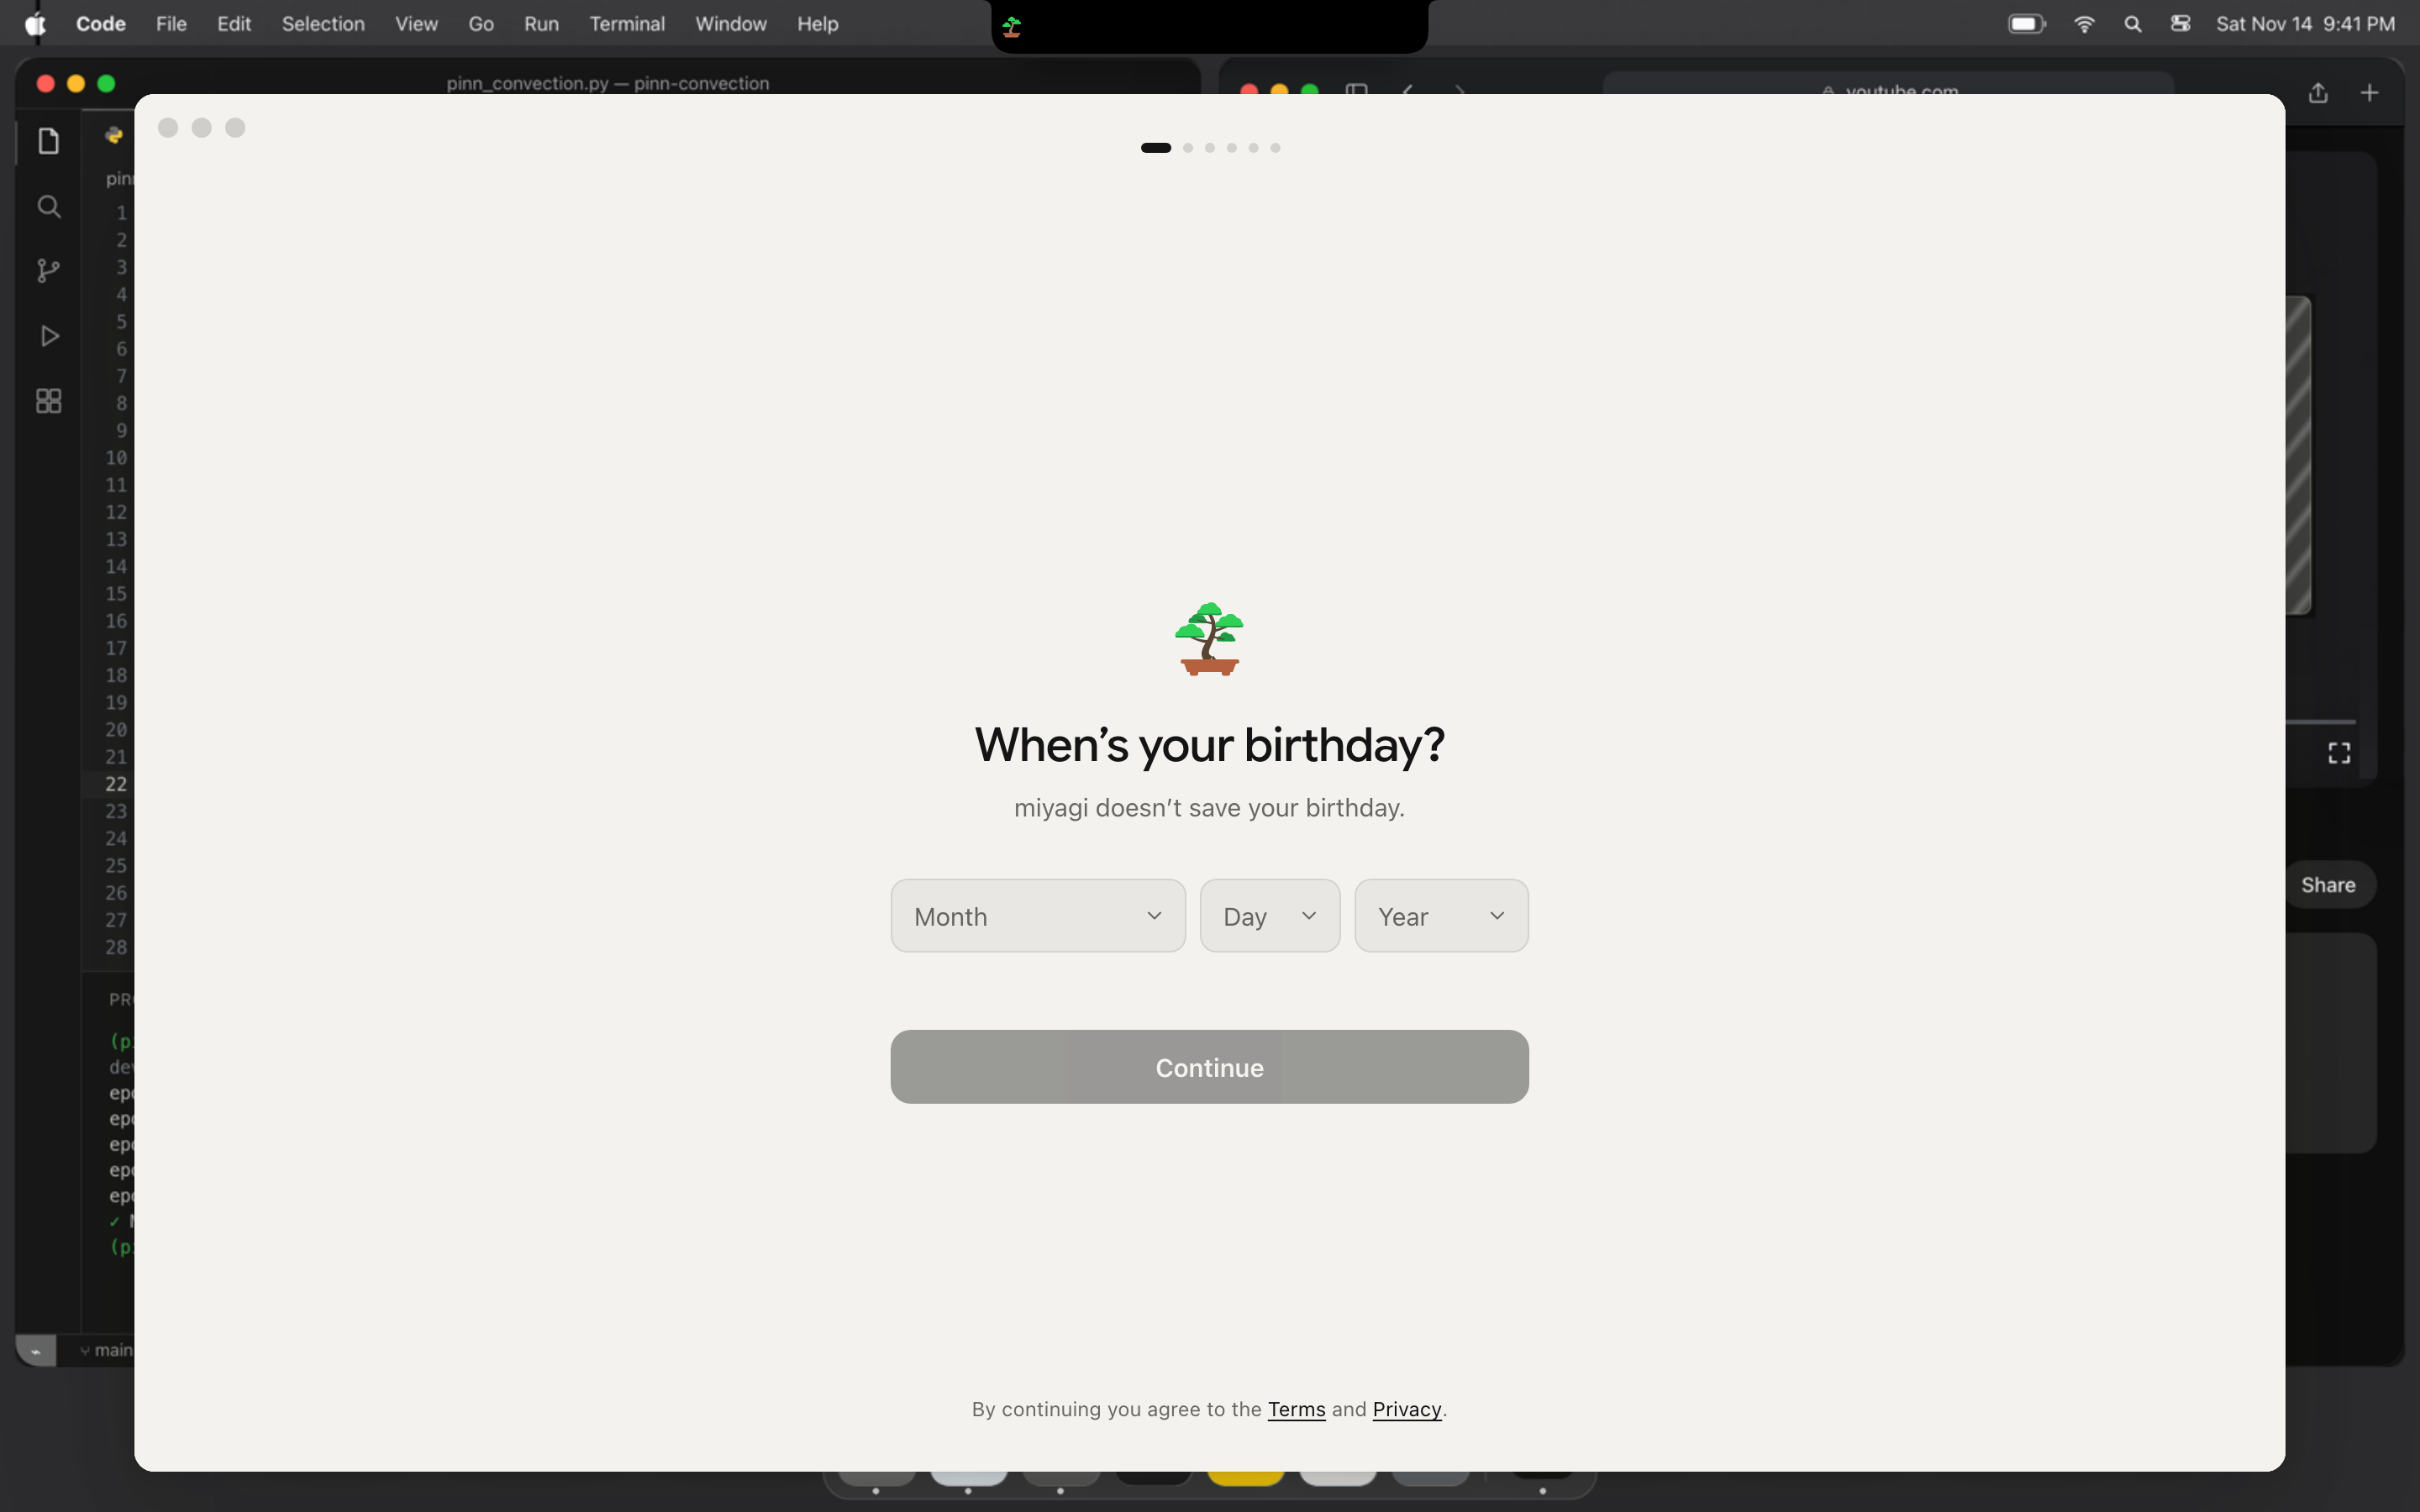 Code File Edit Selection View Go Run Terminal Window Help
Sat Nov 14 9:41 PM
pinn_convection.py — pinn-convection
youtube.com
1
2
3
4
5
6
7
8
9
10
11
12
13
14
15
16
17
18
19
20
21
22
23
24
25
26
27
28
When’s your birthday?
miyagi doesn’t save your birthday.
Month Day Year
Continue
Share
main
By continuing you agree to the Terms and Privacy.